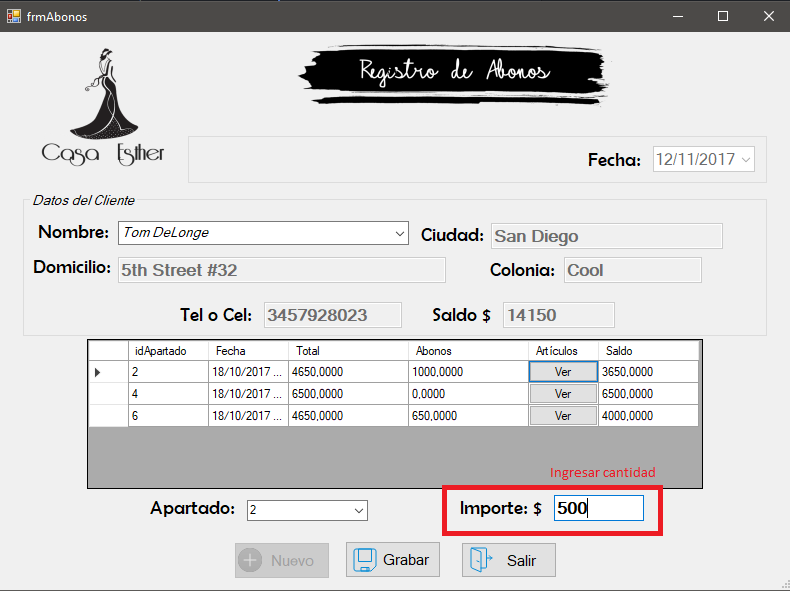 frmAbonos
Registro de Abonos
Casa Esther
Fecha: 12/11/2017
Datos del Cliente
Nombre: Tom DeLonge Ciudad: San Diego
Domicilio: 5th Street #32 Colonia: Cool
Tel o Cel: 3457928023 Saldo $ 14150
idApartado Fecha Total Abonos Artículos Saldo
2 18/10/2017 ... 4650,0000 1000,0000 Ver 3650,0000
4 18/10/2017 ... 6500,0000 0,0000 Ver 6500,0000
6 18/10/2017 ... 4650,0000 650,0000 Ver 4000,0000
Ingresar cantidad
Apartado: 2 Importe: $ 500
Nuevo Grabar Salir